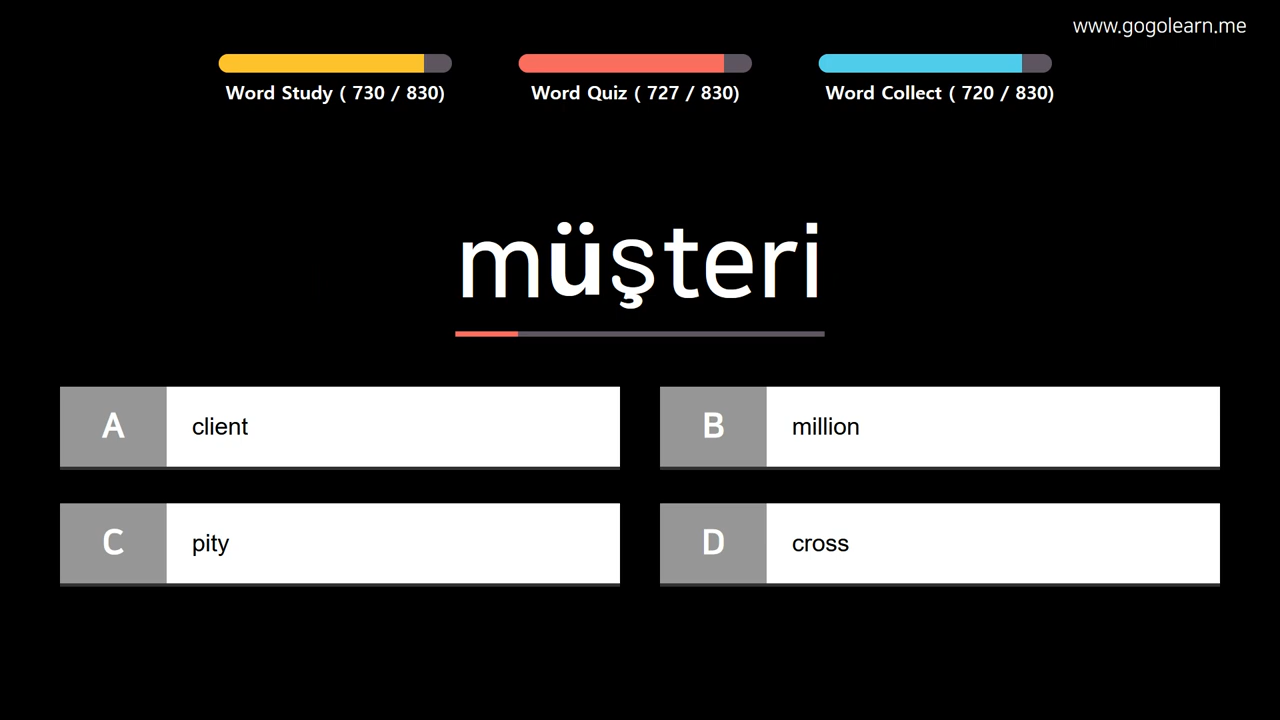 www.gogolearn.me
Word Study ( 730 / 830)
Word Quiz ( 727 / 830)
Word Collect ( 720 / 830)
müşteri
A client
B million
C pity
D cross